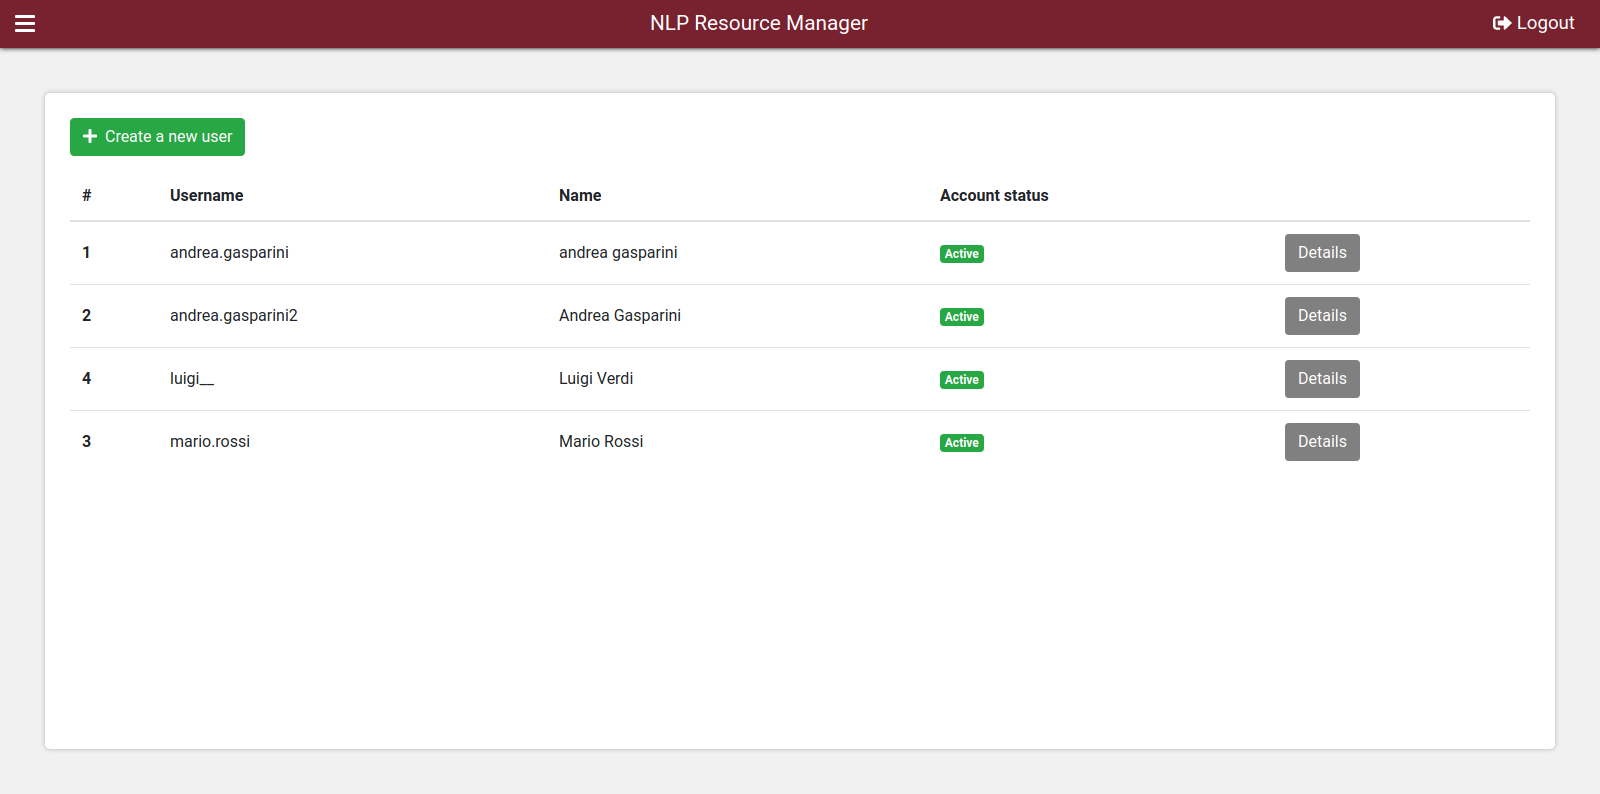 NLP Resource Manager Logout
Create a new user
# Username Name Account status
1 andrea.gasparini andrea gasparini Active Details
2 andrea.gasparini2 Andrea Gasparini Active Details
4 luigi__ Luigi Verdi Active Details
3 mario.rossi Mario Rossi Active Details